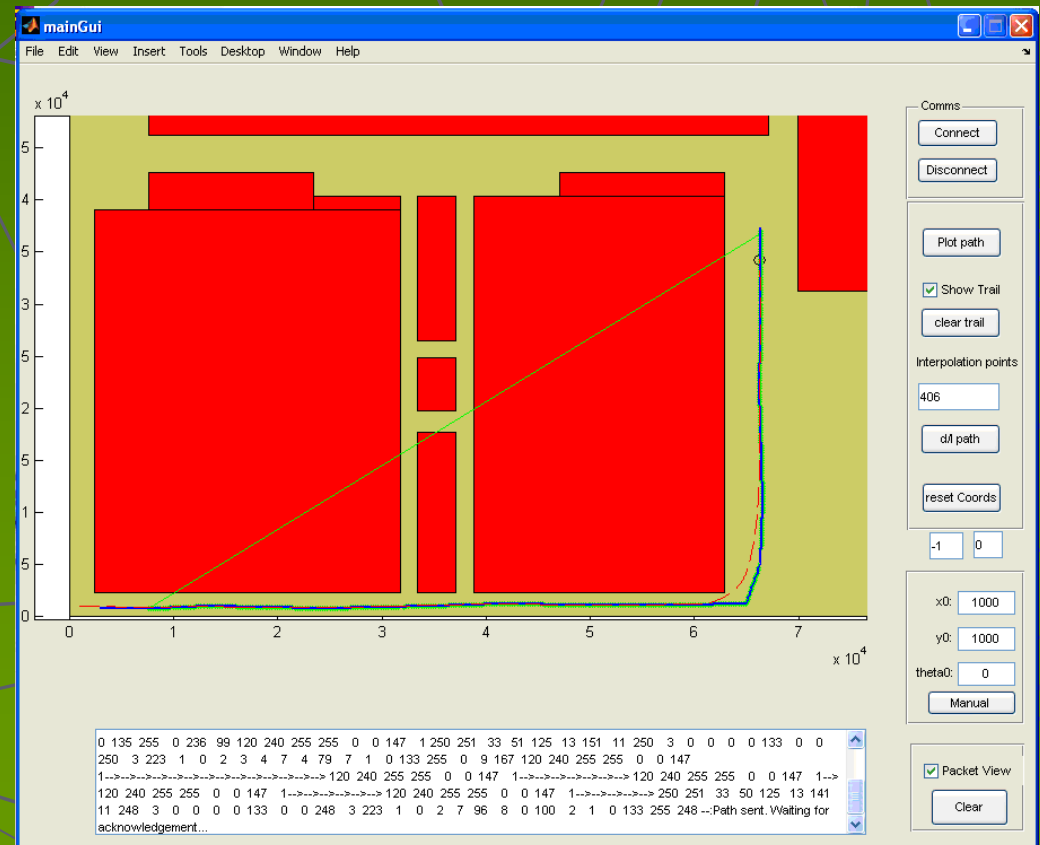 mainGui
File Edit View Insert Tools Desktop Window Help
x 10^4
5
4
5
3
5
2
5
1
5
0
0 1 2 3 4 5 6 7
x 10^4
Comms
Connect
Disconnect
Plot path
Show Trail
clear trail
Interpolation points
406
d/l path
reset Coords
-1 0
x0: 1000
y0: 1000
theta0: 0
Manual
0 135 255 0 236 99 120 240 255 255 0 0 147 1 250 251 33 51 125 13 151 11 250 3 0 0 0 0 133 0 0
250 3 223 1 0 2 3 4 7 4 79 7 1 0 133 255 0 9 167 120 240 255 255 0 0 147
1-->-->-->-->-->-->-->-->-->-->-->-->--> 120 240 255 255 0 0 147 1-->-->-->-->-->-->--> 120 240 255 255 0 0 147 1-->
120 240 255 255 0 0 147 1-->-->-->-->--> 120 240 255 255 0 0 147 1-->-->-->-->--> 250 251 33 50 125 13 141
11 248 3 0 0 0 0 133 0 0 248 3 223 1 0 2 7 96 8 0 100 2 1 0 133 255 248 --:Path sent. Waiting for
acknowledgement...
Packet View
Clear